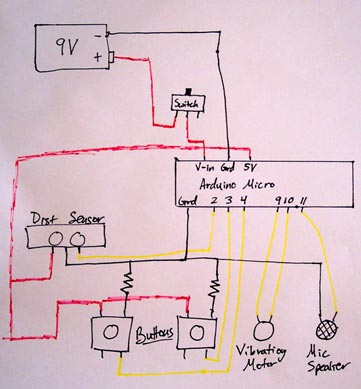 9V
-
+
Switch
V-in Gnd 5V
Arduino Micro
Gnd 2 3 4 9 10 11
Dist Sensor
Buttons
Vibration
Motor
Mic
Speaker